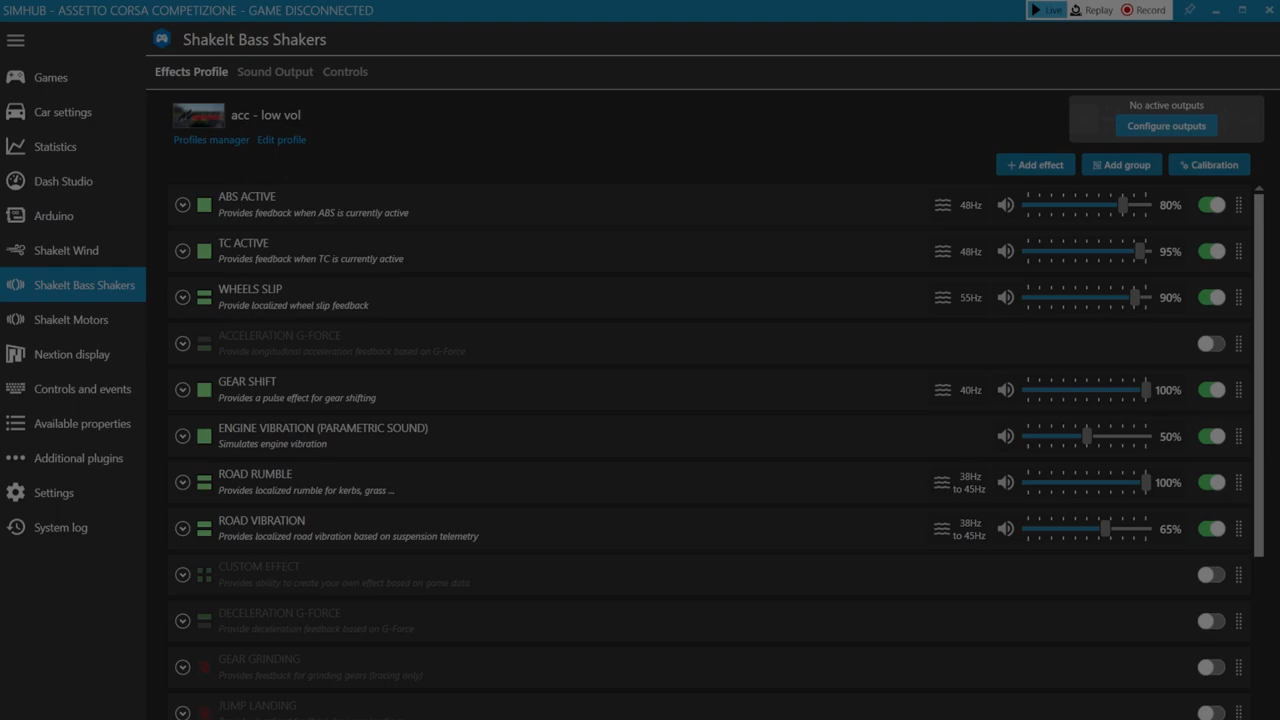 SIMHUB - ASSETTO CORSA COMPETIZIONE - GAME DISCONNECTED
Live
Replay
Record
ShakeIt Bass Shakers
Effects Profile
Sound Output
Controls
Games
Car settings
Statistics
Dash Studio
Arduino
ShakeIt Wind
ShakeIt Bass Shakers
ShakeIt Motors
Nextion display
Controls and events
Available properties
Additional plugins
Settings
System log
acc - low vol
Profiles manager
Edit profile
No active outputs
Configure outputs
+ Add effect
Add group
Calibration
ABS ACTIVE
Provides feedback when ABS is currently active
48Hz
80%
TC ACTIVE
Provides feedback when TC is currently active
48Hz
95%
WHEELS SLIP
Provide localized wheel slip feedback
55Hz
90%
ACCELERATION G-FORCE
Provide longitudinal acceleration feedback based on G-Force
GEAR SHIFT
Provides a pulse effect for gear shifting
40Hz
100%
ENGINE VIBRATION (PARAMETRIC SOUND)
Simulates engine vibration
50%
ROAD RUMBLE
Provides localized rumble for kerbs, grass ...
38Hz
to 45Hz
100%
ROAD VIBRATION
Provides localized road vibration based on suspension telemetry
38Hz
to 45Hz
65%
CUSTOM EFFECT
Provides ability to create your own effect based on game data.
DECELERATION G-FORCE
Provide deceleration feedback based on G-Force
GEAR GRINDING
Provides feedback for grinding gears (Iracing only)
JUMP LANDING